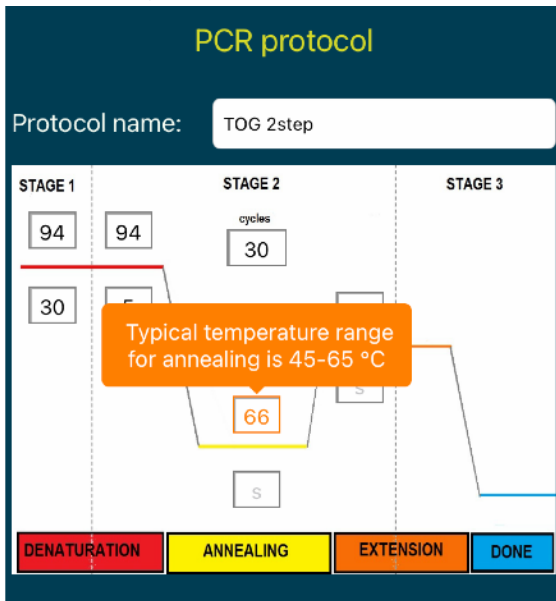 PCR protocol
Protocol name:
TOG 2step
STAGE 1
STAGE 2
STAGE 3
94
94
cycles
30
30
Typical temperature range
for annealing is 45-65 °C
66
s
s
DENATURATION
ANNEALING
EXTENSION
DONE